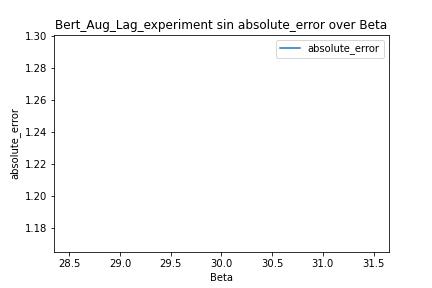 Bert_Aug_Lag_experiment sin absolute_error over Beta
absolute_error
1.30
1.28
1.26
1.24
1.22
1.20
1.18
absolute_error
28.5 29.0 29.5 30.0 30.5 31.0 31.5
Beta